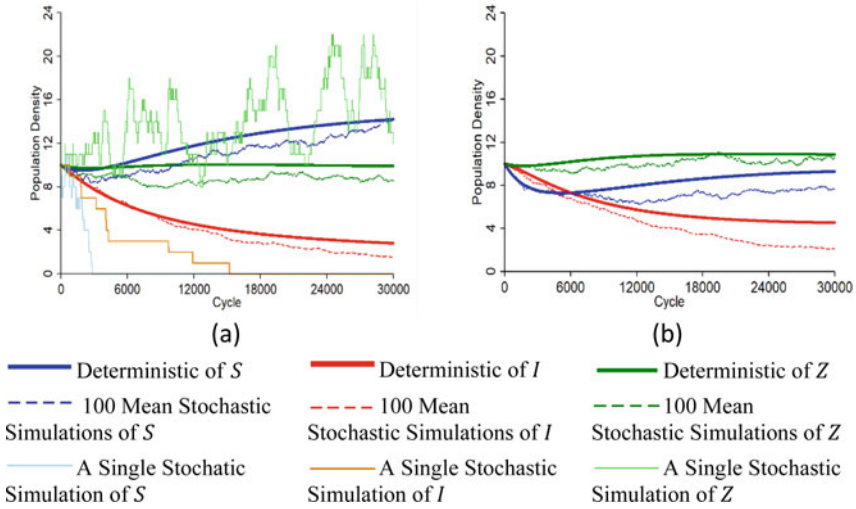 24
20
16
12
8
4
0
Population Density
0 6000 12000 18000 24000 30000
Cycle
(a)
24
20
16
12
8
4
0
Population Density
0 6000 12000 18000 24000 30000
Cycle
(b)
Deterministic of S
100 Mean Stochastic
Simulations of S
A Single Stochatic
Simulation of S
Deterministic of I
100 Mean
Stochastic Simulations of I
A Single Stochastic
Simulation of I
Deterministic of Z
100 Mean
Stochastic Simulations of Z
A Single Stochastic
Simulation of Z